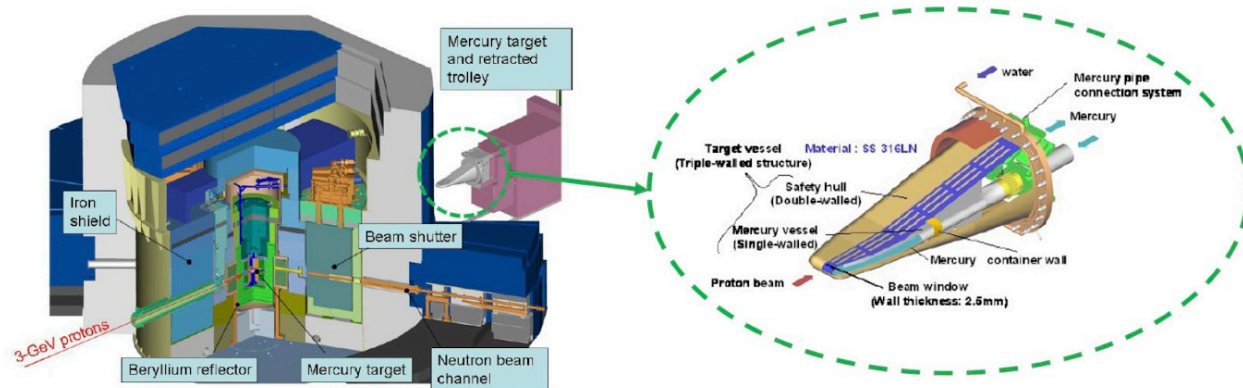 Mercury target
and retracted
trolley
Iron
shield
Beam shutter
3-GeV protons
Beryllium reflector
Mercury target
Neutron beam
channel
water
Mercury pipe
connection system
Mercury
Target vessel
(Triple-walled structure)
Material : SS 316LN
Safety hull
(Double-walled)
Mercury vessel
(Single-walled)
Mercury container wall
Proton beam
Beam window
(Wall thickness: 2.5mm)